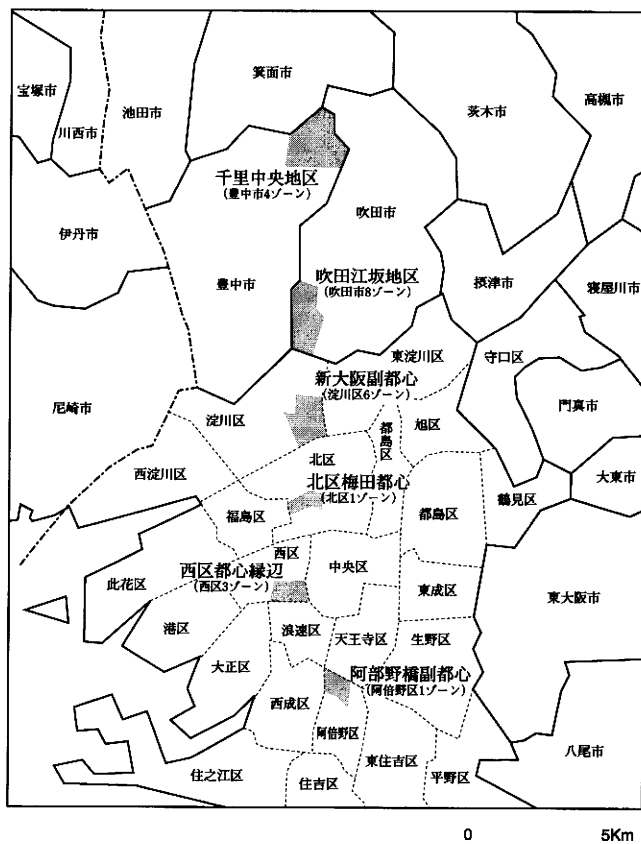 宝塚市
川西市
池田市
箕面市
茨木市
高槻市
千里中央地区
(豊中市4ゾーン)
伊丹市
吹田市
豊中市
吹田江坂地区
(吹田市8ゾーン)
摂津市
寝屋川市
東淀川区
守口区
新大阪副都心
(淀川区6ゾーン)
尼崎市
淀川区
都島区
旭区
門真市
西淀川区
北区
大東市
北区梅田都心
(北区1ゾーン)
鶴見区
福島区
都島区
西区
中央区
西区都心縁辺
(西区3ゾーン)
此花区
東成区
東大阪市
港区
浪速区
天王寺区
生野区
大正区
阿部野橋副都心
(阿倍野区1ゾーン)
西成区
阿倍野区
八尾市
東住吉区
住之江区
住吉区
平野区
0 5Km